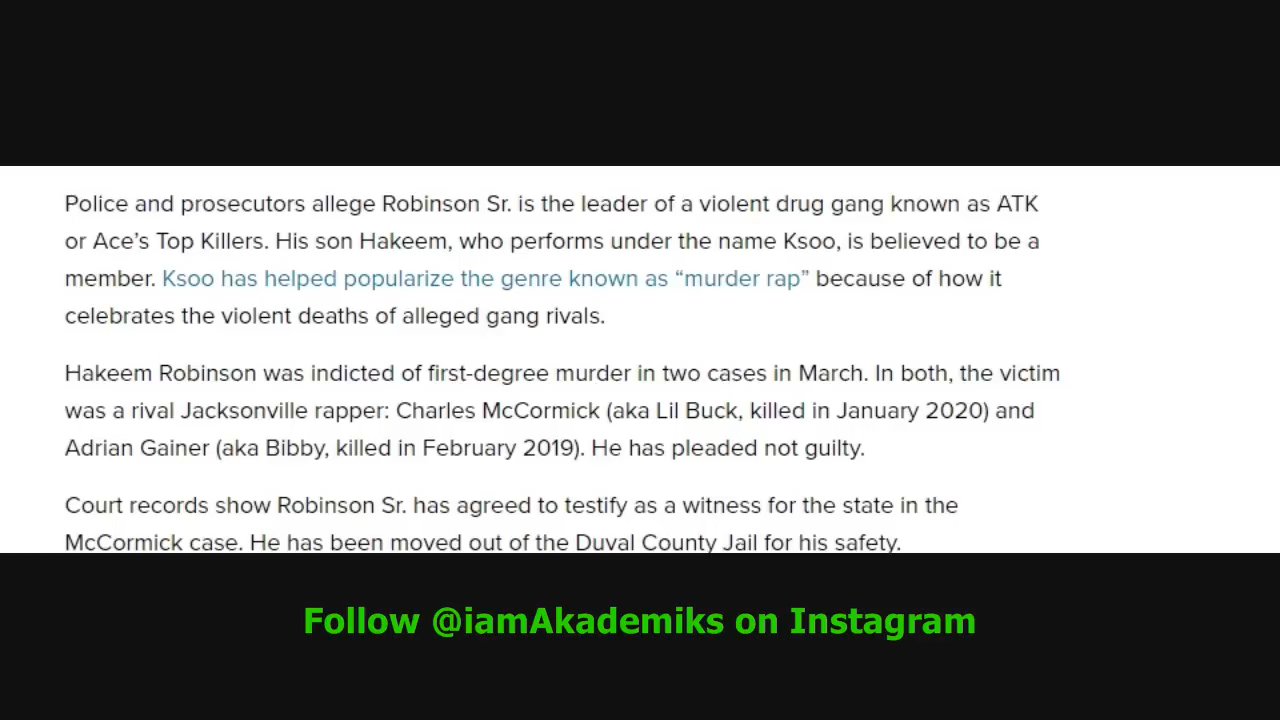 Police and prosecutors allege Robinson Sr. is the leader of a violent drug gang known as ATK
or Ace’s Top Killers. His son Hakeem, who performs under the name Ksoo, is believed to be a
member. Ksoo has helped popularize the genre known as “murder rap” because of how it
celebrates the violent deaths of alleged gang rivals.
Hakeem Robinson was indicted of first-degree murder in two cases in March. In both, the victim
was a rival Jacksonville rapper: Charles McCormick (aka Lil Buck, killed in January 2020) and
Adrian Gainer (aka Bibby, killed in February 2019). He has pleaded not guilty.
Court records show Robinson Sr. has agreed to testify as a witness for the state in the
McCormick case. He has been moved out of the Duval County Jail for his safety.
Follow @iamAkademiks on Instagram